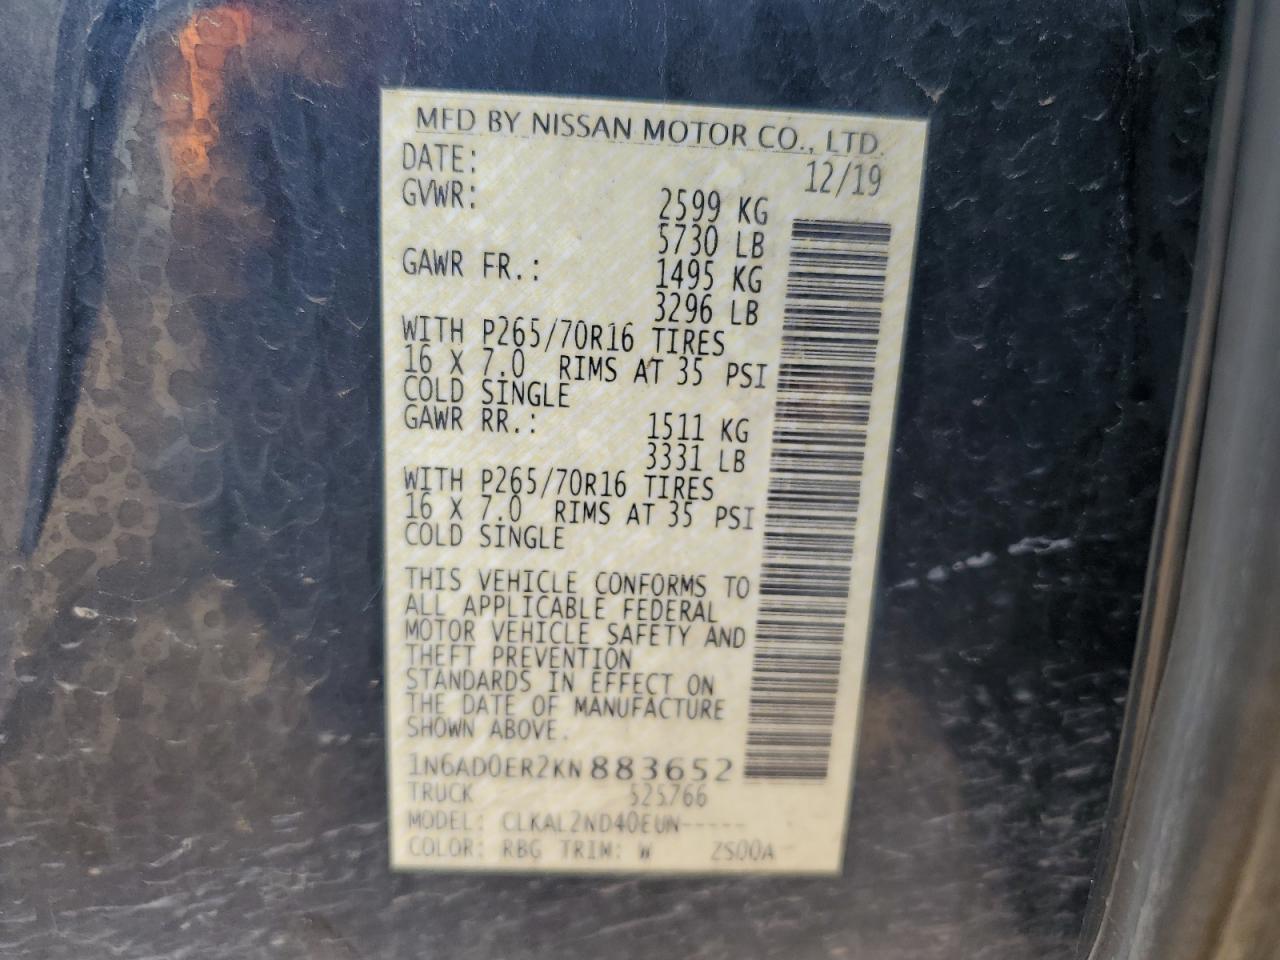 MFD BY NISSAN MOTOR CO., LTD.
DATE: 12/19
GVWR: 2599 KG
5730 LB
GAWR FR.: 1495 KG
3296 LB
WITH P265/70R16 TIRES
16 X 7.0 RIMS AT 35 PSI
COLD SINGLE
GAWR RR.: 1511 KG
3331 LB
WITH P265/70R16 TIRES
16 X 7.0 RIMS AT 35 PSI
COLD SINGLE
THIS VEHICLE CONFORMS TO
ALL APPLICABLE FEDERAL
MOTOR VEHICLE SAFETY AND
THEFT PREVENTION
STANDARDS IN EFFECT ON
THE DATE OF MANUFACTURE
SHOWN ABOVE.
1N6AD0ER2KN883652
TRUCK 525766
MODEL: CLKAL2ND40EUN-----
COLOR: RBG TRIM: W 2S00A